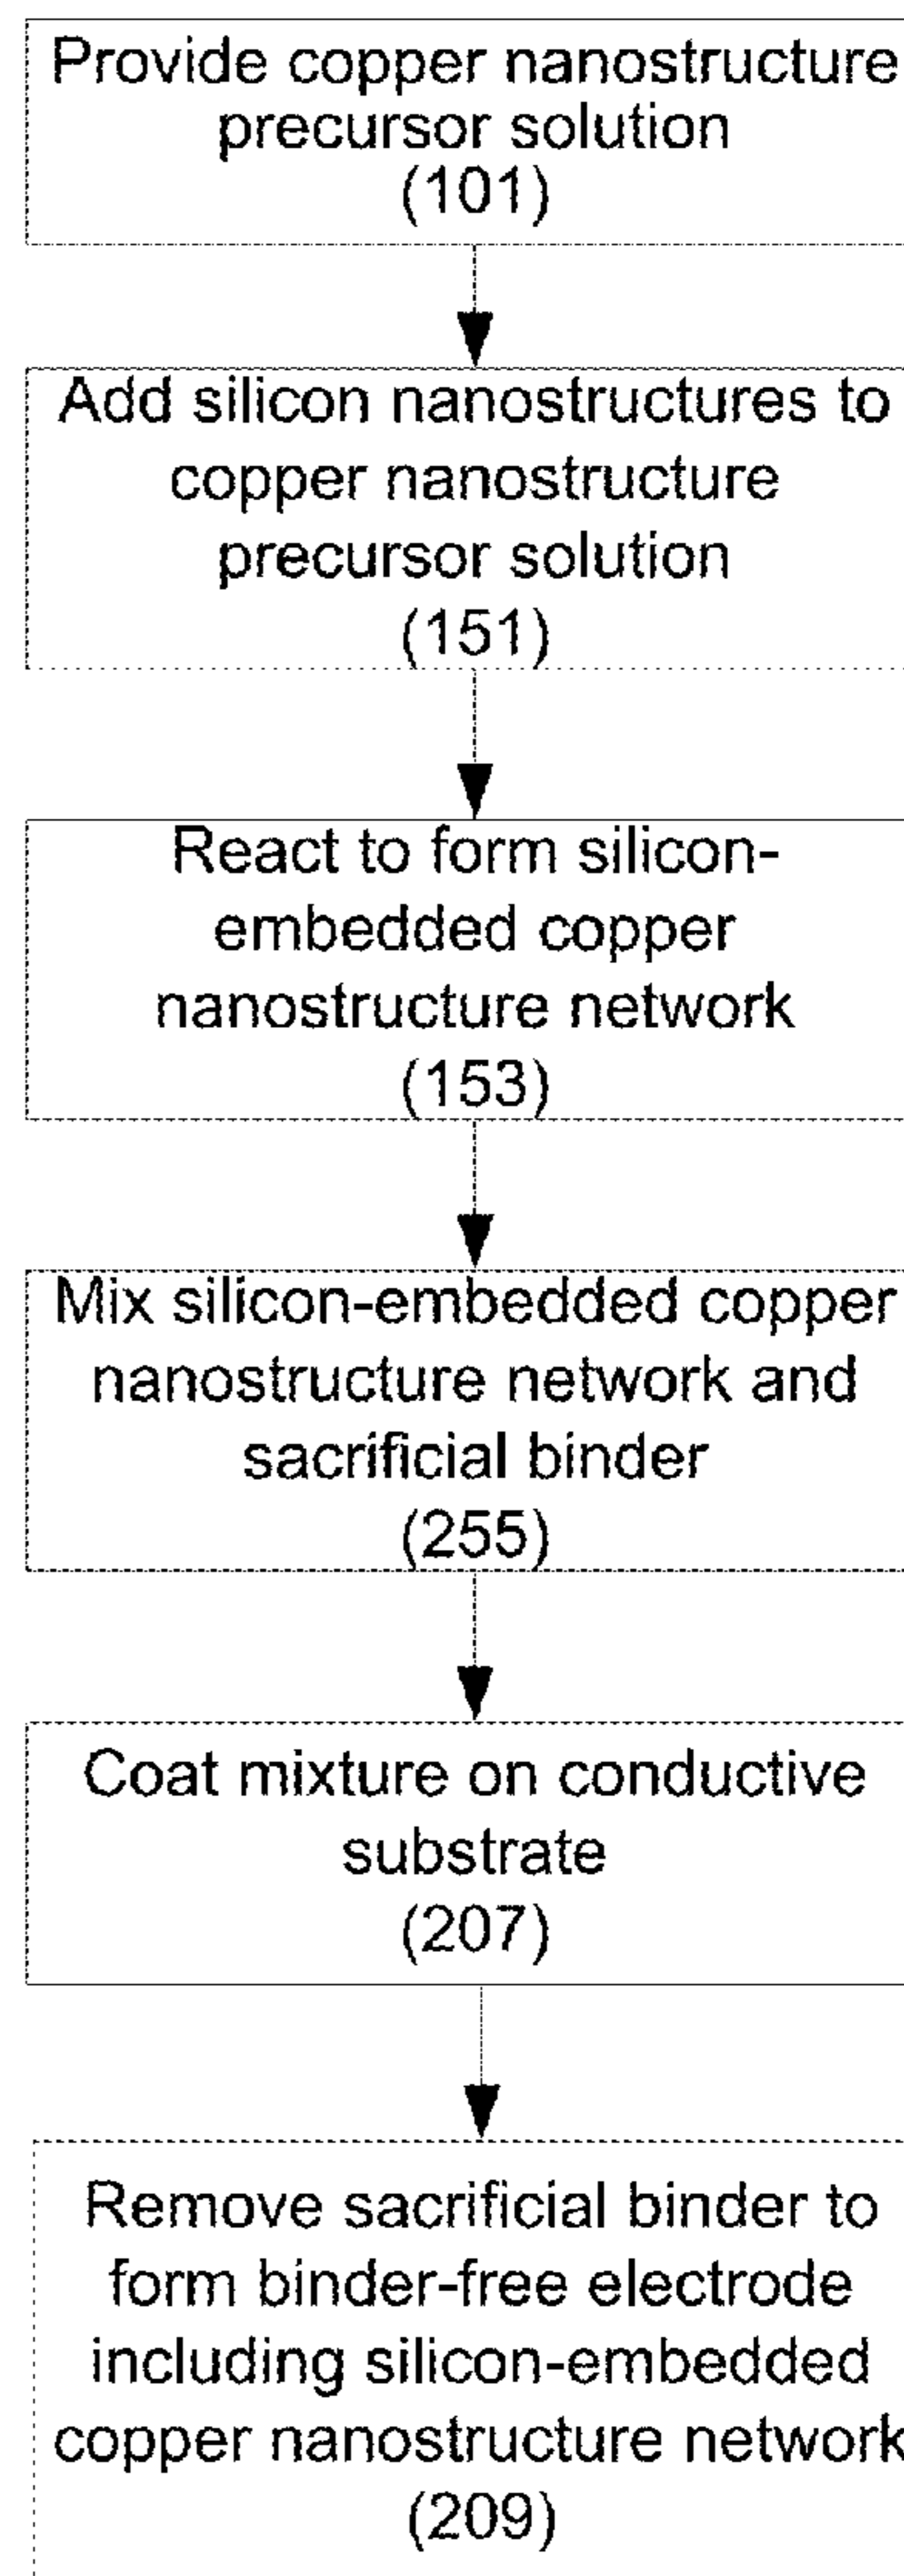 Provide copper nanostructure
precursor solution
(101)
Add silicon nanostructures to
copper nanostructure
precursor solution
(151)
React to form silicon-
embedded copper
nanostructure network
(153)
Mix silicon-embedded copper
nanostructure network and
sacrificial binder
(255)
Coat mixture on conductive
substrate
(207)
Remove sacrificial binder to
form binder-free electrode
including silicon-embedded
copper nanostructure network
(209)